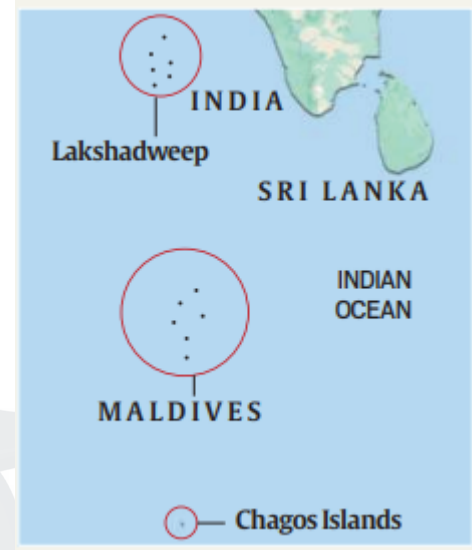 INDIA
Lakshadweep
SRI LANKA
INDIAN
OCEAN
MALDIVES
Chagos Islands